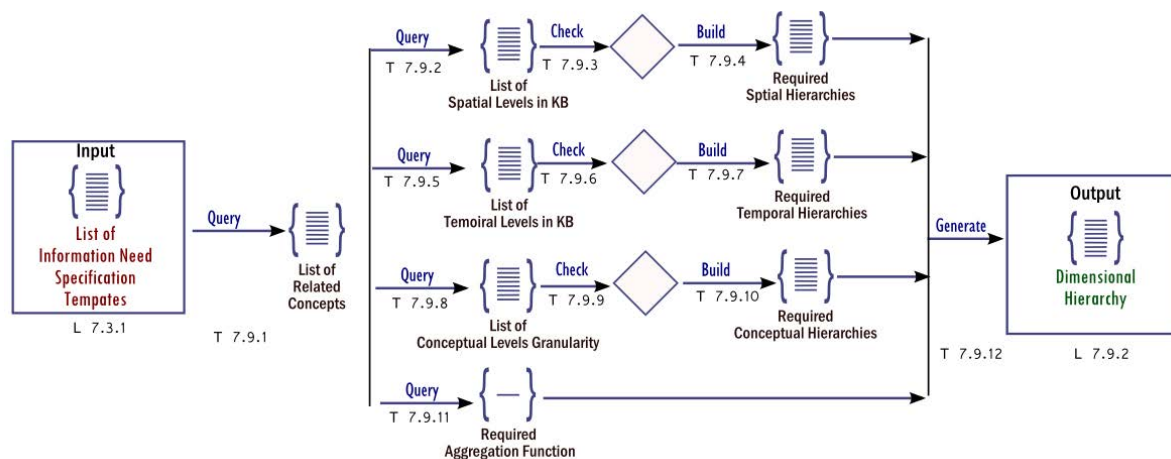 Query
Check
Build
T 7.9.2
T 7.9.3
T 7.9.4
List of
Spatial Levels in KB
Required
Sptial Hierarchies
Input
List of
Information Need
Specification
Tempates
L 7.3.1
Query
T 7.9.1
List of
Related
Concepts
Query
Check
Build
T 7.9.5
T 7.9.6
T 7.9.7
List of
Temoiral Levels in KB
Required
Temporal Hierarchies
Query
Check
Build
T 7.9.8
T 7.9.9
T 7.9.10
List of
Conceptual Levels Granularity
Required
Conceptual Hierarchies
Query
T 7.9.11
Required
Aggregation Function
Generate
T 7.9.12
Output
Dimensional
Hierarchy
L 7.9.2